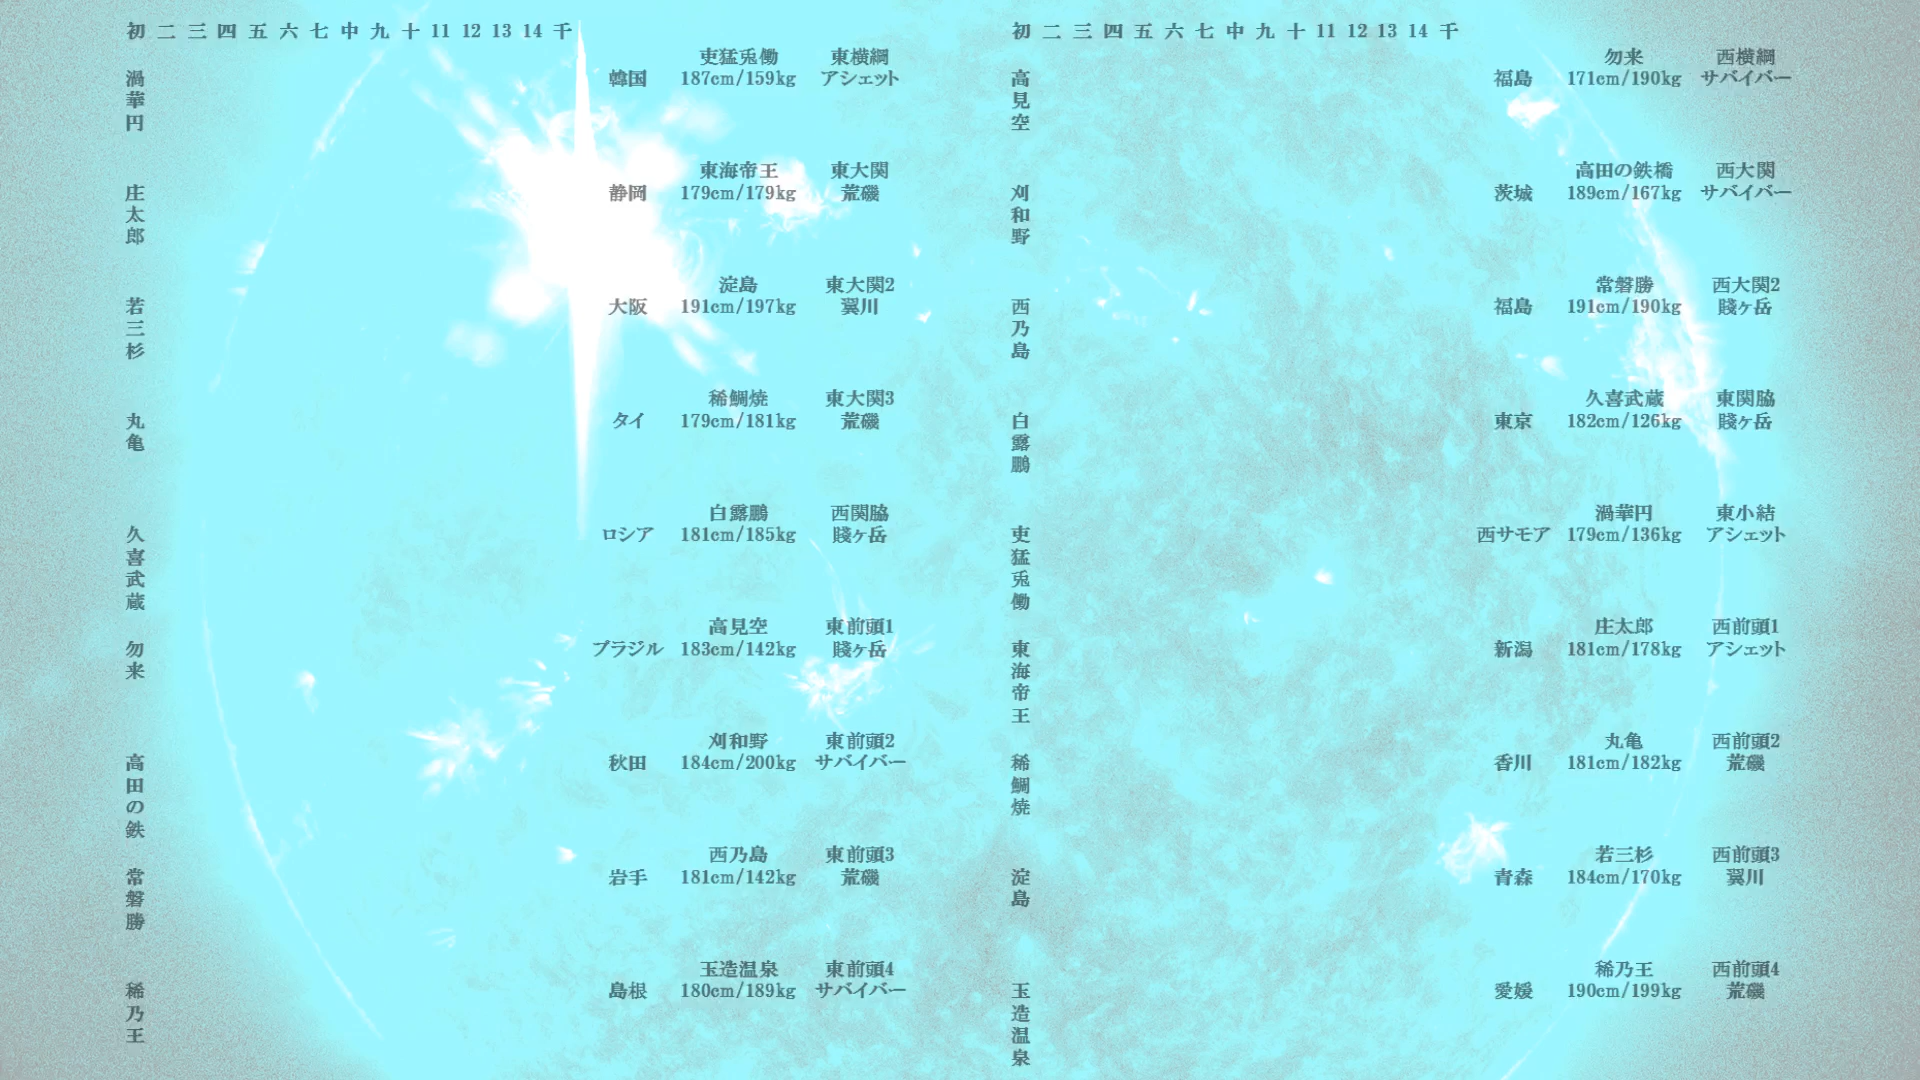 初 二 三 四 五 六 七 中 九 十 11 12 13 14 千
吏猛兎働 東横綱
渦華円 韓国 187cm/159kg アシェット
東海帝王 東大関
庄太郎 静岡 179cm/179kg 荒磯
淀島 東大関2
若三杉 大阪 191cm/197kg 翼川
稀鯛焼 東大関3
丸亀 タイ 179cm/181kg 荒磯
白露鵬 西関脇
久喜武蔵 ロシア 181cm/185kg 賤ヶ岳
高見空 東前頭1
勿来 ブラジル 183cm/142kg 賤ヶ岳
刈和野 東前頭2
高田の鉄 秋田 184cm/200kg サバイバー
西乃島 東前頭3
常磐勝 岩手 181cm/142kg 荒磯
玉造温泉 東前頭4
稀乃王 島根 180cm/189kg サバイバー
初 二 三 四 五 六 七 中 九 十 11 12 13 14 千
勿来 西横綱
高見空 福島 171cm/190kg サバイバー
高田の鉄橋 西大関
刈和野 茨城 189cm/167kg サバイバー
常磐勝 西大関2
西乃島 福島 191cm/190kg 賤ヶ岳
久喜武蔵 東関脇
白露鵬 東京 182cm/126kg 賤ヶ岳
渦華円 東小結
吏猛兎働 西サモア 179cm/136kg アシェット
庄太郎 西前頭1
東海帝王 新潟 181cm/178kg アシェット
丸亀 西前頭2
稀鯛焼 香川 181cm/182kg 荒磯
若三杉 西前頭3
淀島 青森 184cm/170kg 翼川
稀乃王 西前頭4
玉造温泉 愛媛 190cm/199kg 荒磯